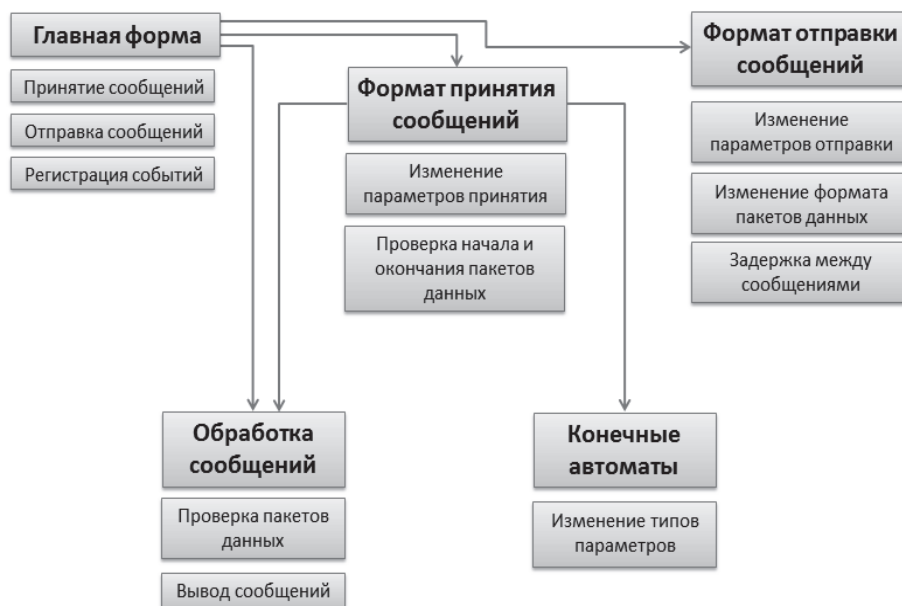 Главная форма
Принятие сообщений
Отправка сообщений
Регистрация событий
Формат принятия
сообщений
Изменение
параметров принятия
Проверка начала и
окончания пакетов
данных
Формат отправки
сообщений
Изменение
параметров отправки
Изменение формата
пакетов данных
Задержка между
сообщениями
Обработка
сообщений
Проверка пакетов
данных
Вывод сообщений
Конечные
автоматы
Изменение типов
параметров